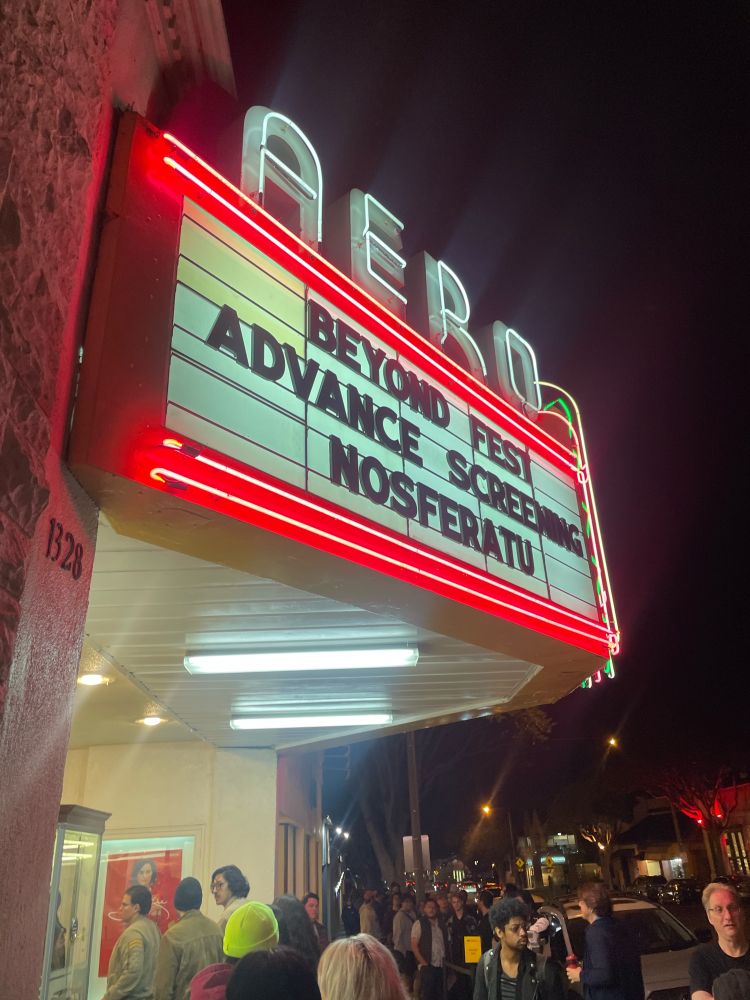 AERO
BEYOND FEST
ADVANCE SCREENING
NOSFERATU
1328